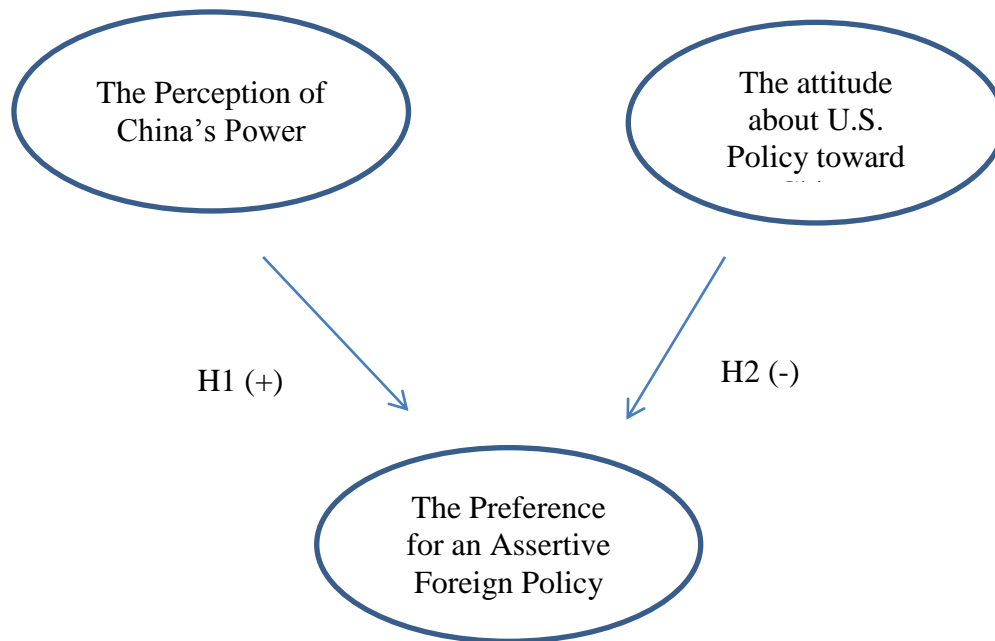 The Perception of
China’s Power
The attitude
about U.S.
Policy toward
H1 (+)
H2 (-)
The Preference
for an Assertive
Foreign Policy